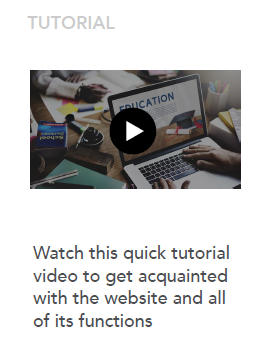 TUTORIAL
EDUCATION
Watch this quick tutorial
video to get acquainted
with the website and all
of its functions